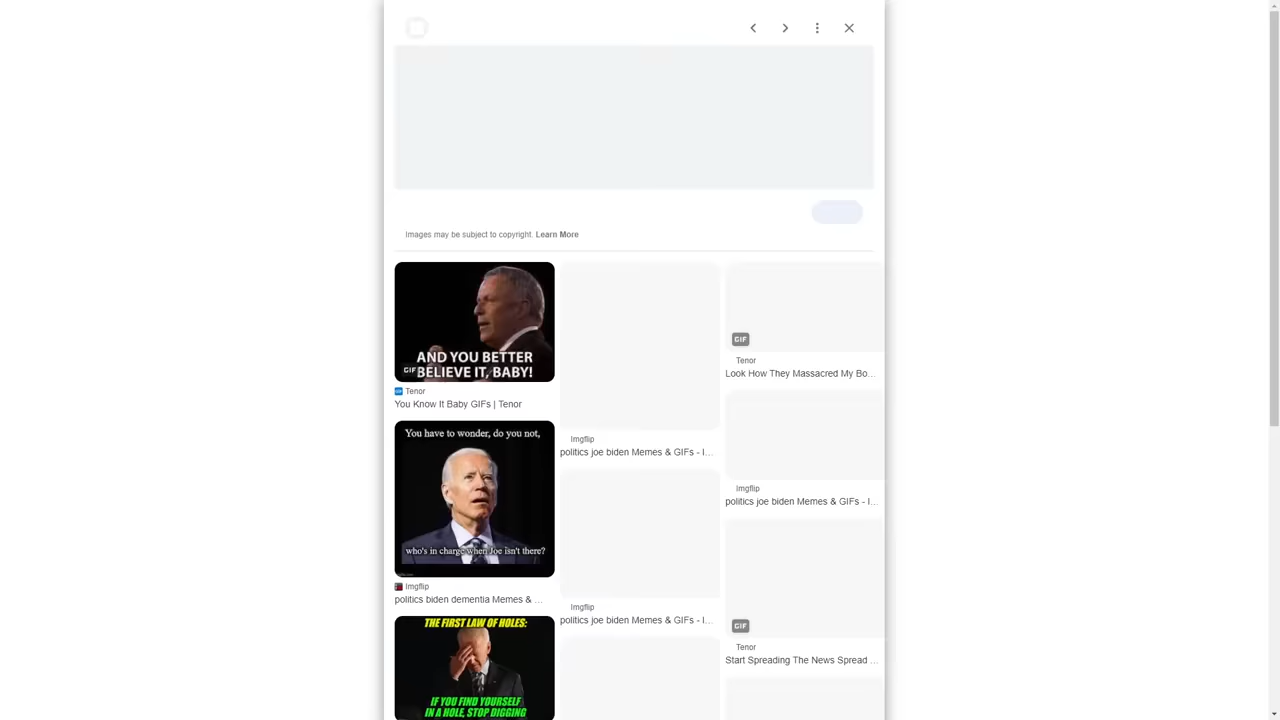 Images may be subject to copyright. Learn More
AND YOU BETTER
BELIEVE IT, BABY!
GIF
Tenor
You Know It Baby GIFs | Tenor
You have to wonder, do you not,
who's in charge when Joe isn't there?
Imgflip
politics biden dementia Memes & ...
THE FIRST LAW OF HOLES:
IF YOU FIND YOURSELF
IN A HOLE, STOP DIGGING
Imgflip
politics joe biden Memes & GIFs - I...
Imgflip
politics joe biden Memes & GIFs - I...
GIF
Tenor
Look How They Massacred My Bo...
Imgflip
politics joe biden Memes & GIFs - I...
GIF
Tenor
Start Spreading The News Spread ...